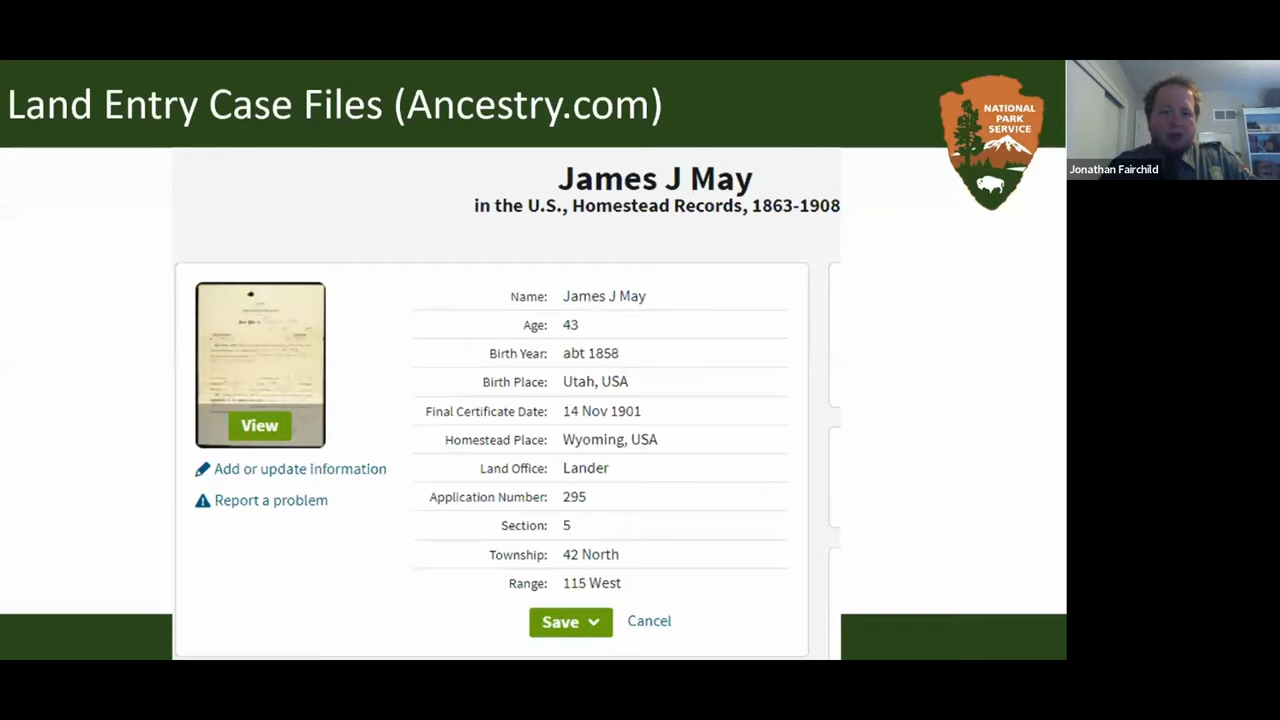 Land Entry Case Files (Ancestry.com)
NATIONAL
PARK
SERVICE
Jonathan Fairchild
James J May
in the U.S., Homestead Records, 1863-1908
View
Add or update information
Report a problem
Name: James J May
Age: 43
Birth Year: abt 1858
Birth Place: Utah, USA
Final Certificate Date: 14 Nov 1901
Homestead Place: Wyoming, USA
Land Office: Lander
Application Number: 295
Section: 5
Township: 42 North
Range: 115 West
Save
Cancel